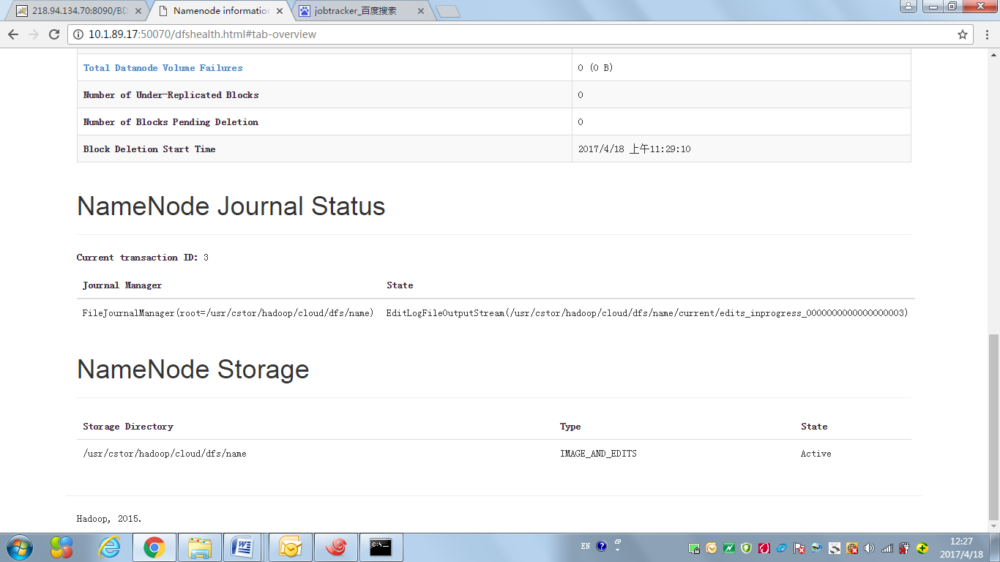 218.94.134.70:8090/BD
Namenode information
jobtracker_百度搜索
10.1.89.17:50070/dfshealth.html#tab-overview
Total Datanode Volume Failures 0 (0 B)
Number of Under-Replicated Blocks 0
Number of Blocks Pending Deletion 0
Block Deletion Start Time 2017/4/18 上午11:29:10
NameNode Journal Status
Current transaction ID: 3
Journal Manager State
FileJournalManager(root=/usr/cstor/hadoop/cloud/dfs/name) EditLogFileOutputStream(/usr/cstor/hadoop/cloud/dfs/name/current/edits_inprogress_0000000000000000003)
NameNode Storage
Storage Directory Type State
/usr/cstor/hadoop/cloud/dfs/name IMAGE_AND_EDITS Active
Hadoop, 2015.
EN
12:27
2017/4/18